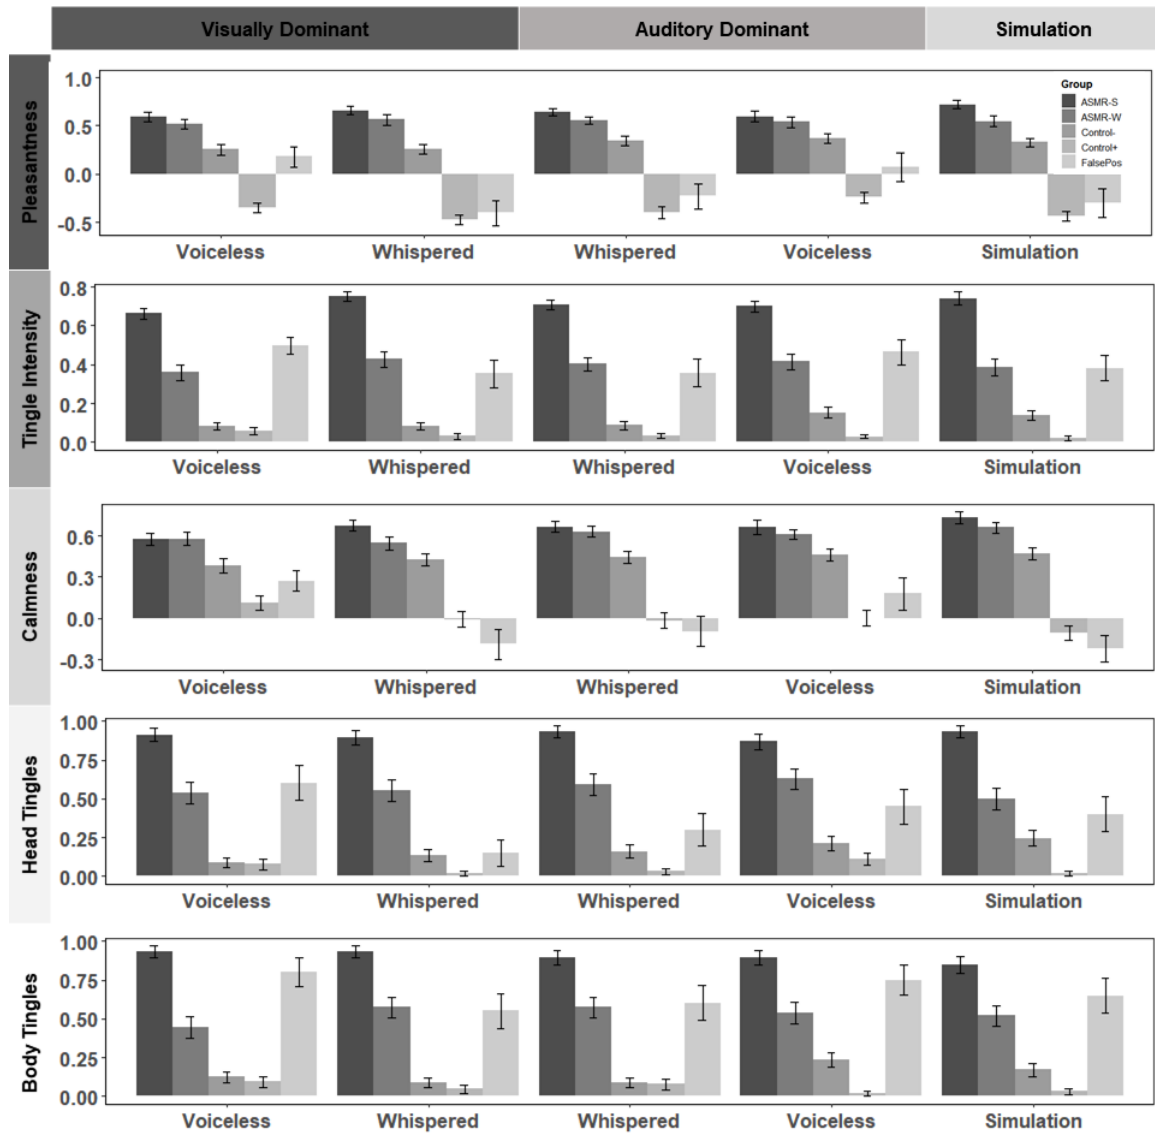 Visually Dominant Auditory Dominant Simulation
Pleasantness
1.0
0.5
0.0
-0.5
Group
ASMR-S
ASMR-W
Control-
Control+
FalsePos
Voiceless Whispered Whispered Voiceless Simulation
Tingle Intensity
0.8
0.6
0.4
0.2
0.0
Voiceless Whispered Whispered Voiceless Simulation
Calmness
0.6
0.3
0.0
-0.3
Voiceless Whispered Whispered Voiceless Simulation
Head Tingles
1.00
0.75
0.50
0.25
0.00
Voiceless Whispered Whispered Voiceless Simulation
Body Tingles
1.00
0.75
0.50
0.25
0.00
Voiceless Whispered Whispered Voiceless Simulation